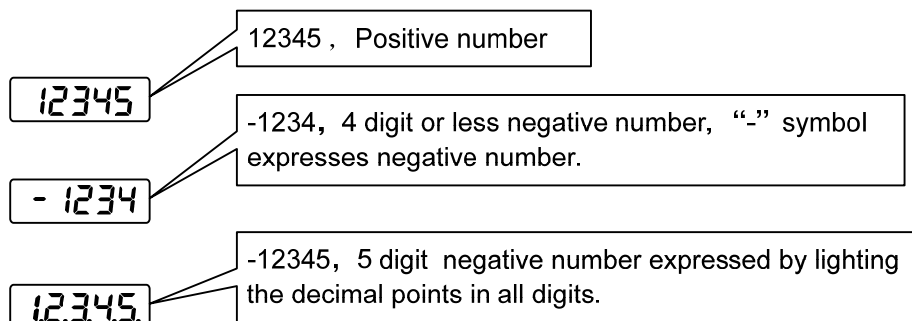 12345， Positive number
12345
-1234， 4 digit or less negative number, “-” symbol
expresses negative number.
- 1234
-12345， 5 digit negative number expressed by lighting
the decimal points in all digits.
1.2.3.4.5.